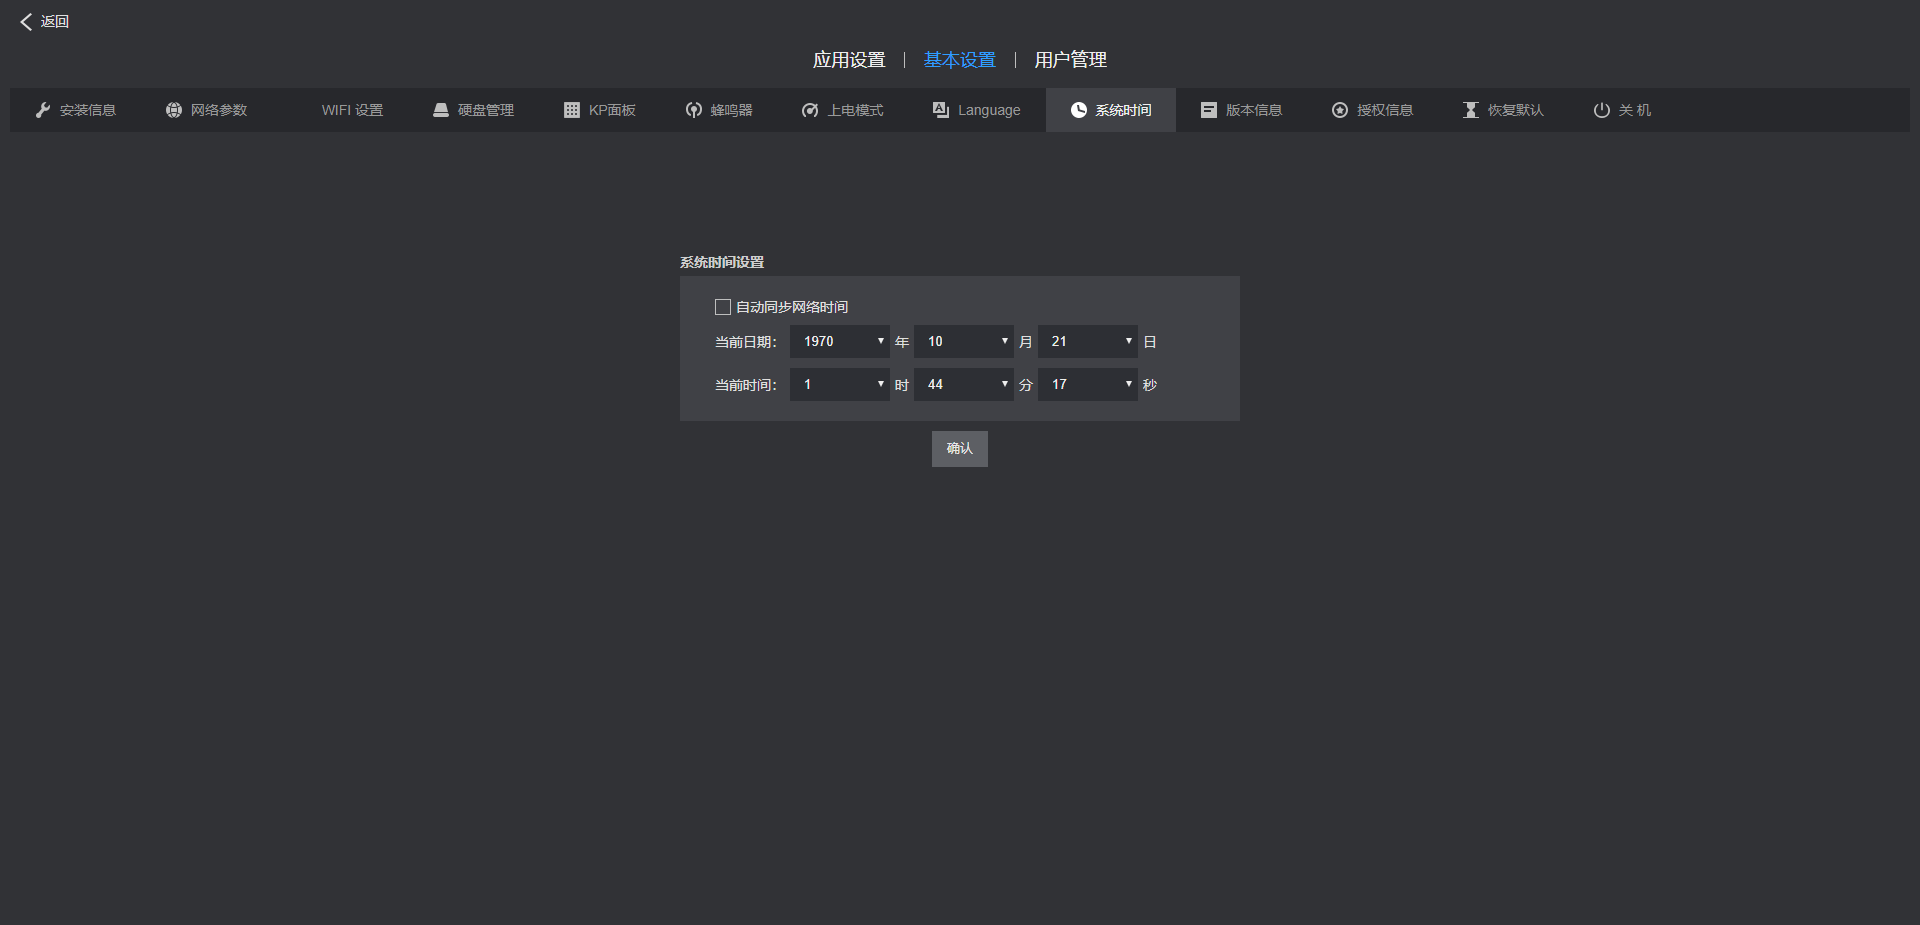 返回
应用设置 | 基本设置 | 用户管理
安装信息 网络参数 WIFI 设置 硬盘管理 KP面板 蜂鸣器 上电模式 Language 系统时间 版本信息 授权信息 恢复默认 关 机
系统时间设置
自动同步网络时间
当前日期: 1970 年 10 月 21 日
当前时间: 1 时 44 分 17 秒
确认